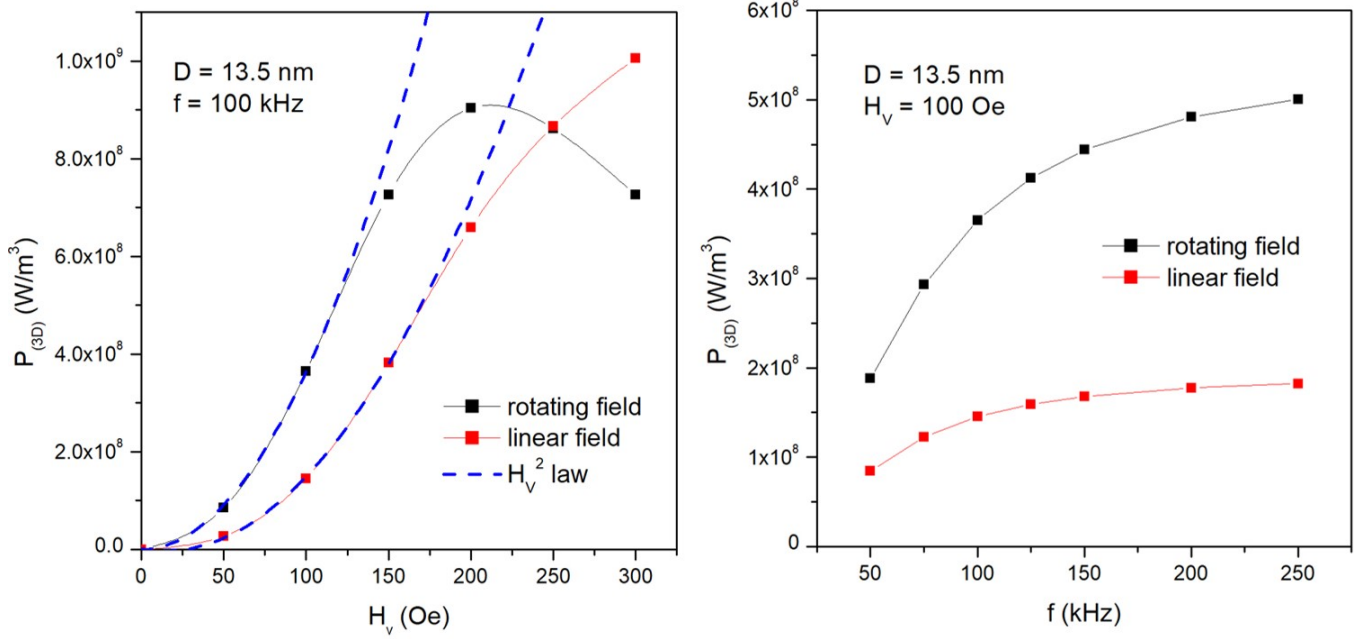 D = 13.5 nm
f = 100 kHz
P(3D) (W/m³)
1.0x10⁹
8.0x10⁸
6.0x10⁸
4.0x10⁸
2.0x10⁸
0.0
rotating field
linear field
Hᵥ² law
0 50 100 150 200 250 300
Hᵥ (Oe)
D = 13.5 nm
Hᵥ = 100 Oe
P(3D) (W/m³)
6x10⁸
5x10⁸
4x10⁸
3x10⁸
2x10⁸
1x10⁸
0
rotating field
linear field
50 100 150 200 250
f (kHz)